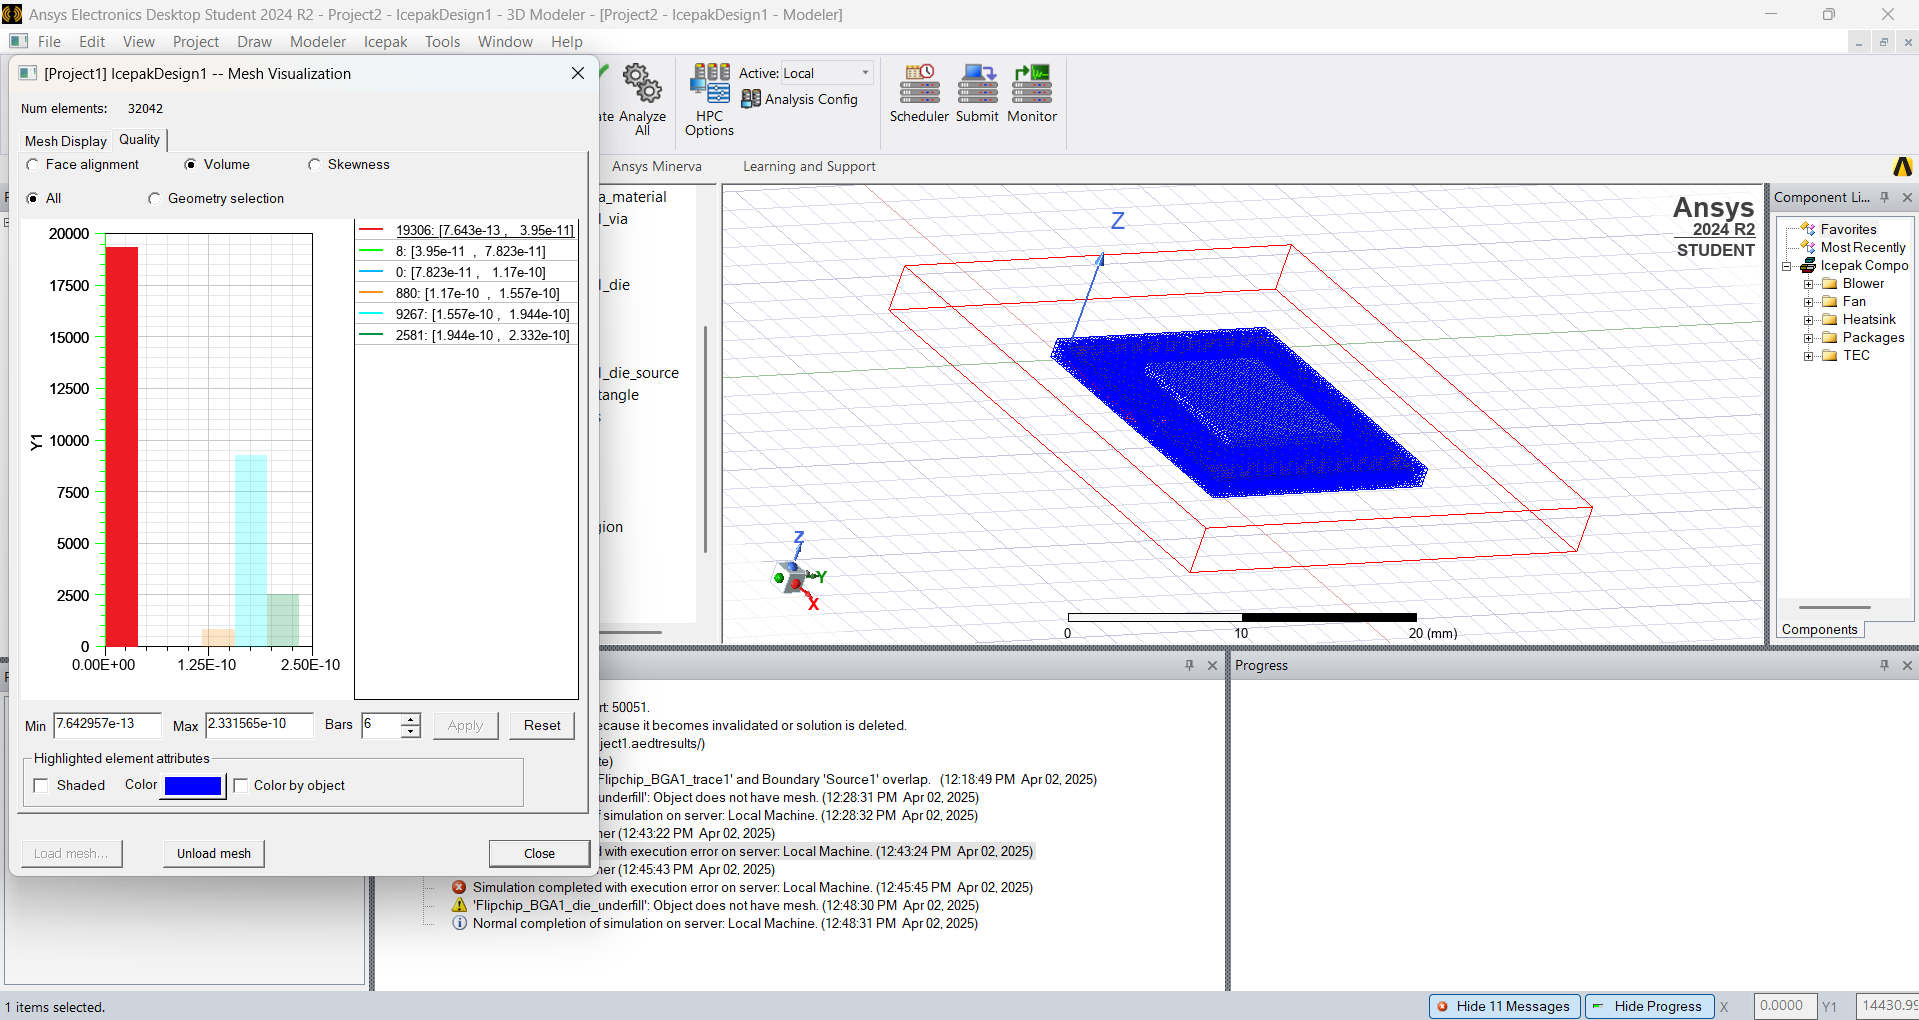 Ansys Electronics Desktop Student 2024 R2 - Project2 - IcepakDesign1 - 3D Modeler - [Project2 - IcepakDesign1 - Modeler]
File Edit View Project Draw Modeler Icepak Tools Window Help
[Project1] IcepakDesign1 -- Mesh Visualization
Num elements: 32042
Mesh Display Quality
Face alignment Volume Skewness
All Geometry selection
20000
17500
15000
12500
10000
7500
5000
2500
0
Y1
0.00E+00 1.25E-10 2.50E-10
19306: [7.643e-13 , 3.95e-11]
8: [3.95e-11 , 7.823e-11]
0: [7.823e-11 , 1.17e-10]
880: [1.17e-10 , 1.557e-10]
9267: [1.557e-10 , 1.944e-10]
2581: [1.944e-10 , 2.332e-10]
Min 7.642957e-13 Max 2.331565e-10 Bars 6 Apply Reset
Highlighted element attributes
Shaded Color Color by object
Load mesh... Unload mesh Close
ate Analyze All
HPC Options
Active: Local
Analysis Config
Scheduler Submit Monitor
Ansys Minerva Learning and Support
a_material
l_via
l_die
l_die_source
tangle
s
gion
Z
Ansys
2024 R2
STUDENT
Z
Y
X
0 10 20 (mm)
Component Li...
Favorites
Most Recently
Icepak Compo
Blower
Fan
Heatsink
Packages
TEC
Components
rt 50051.
ecause it becomes invalidated or solution is deleted.
ject1.aedtresults/)
te)
Flipchip_BGA1_trace1' and Boundary 'Source1' overlap. (12:18:49 PM Apr 02, 2025)
underfill': Object does not have mesh. (12:28:31 PM Apr 02, 2025)
f simulation on server: Local Machine. (12:28:32 PM Apr 02, 2025)
ner (12:43:22 PM Apr 02, 2025)
d with execution error on server: Local Machine. (12:43:24 PM Apr 02, 2025)
ner (12:45:43 PM Apr 02, 2025)
Simulation completed with execution error on server: Local Machine. (12:45:45 PM Apr 02, 2025)
'Flipchip_BGA1_die_underfill': Object does not have mesh. (12:48:30 PM Apr 02, 2025)
Normal completion of simulation on server: Local Machine. (12:48:31 PM Apr 02, 2025)
Progress
1 items selected.
Hide 11 Messages Hide Progress X 0.0000 Y1 14430.99